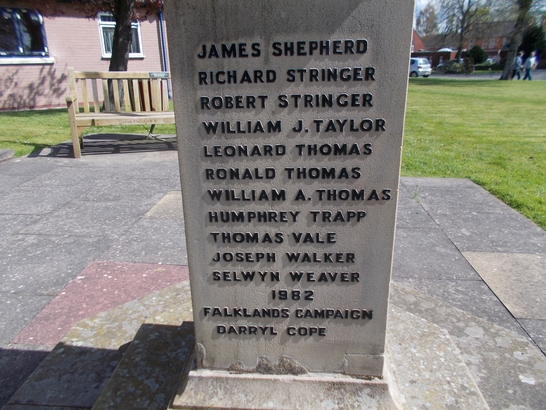 JAMES SHEPHERD
RICHARD STRINGER
ROBERT STRINGER
WILLIAM J. TAYLOR
LEONARD THOMAS
RONALD THOMAS
WILLIAM A. THOMAS
HUMPHREY TRAPP
THOMAS VALE
JOSEPH WALKER
SELWYN WEAVER
1982
FALKLANDS CAMPAIGN
DARRYL COPE